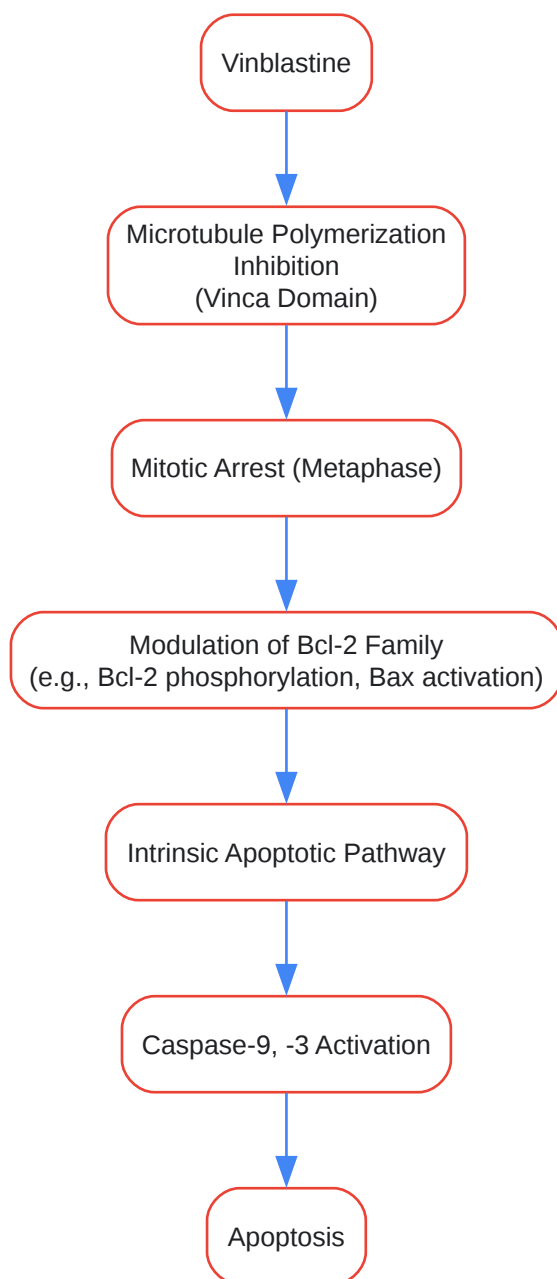 Vinblastine
Microtubule Polymerization
Inhibition
(Vinca Domain)
Mitotic Arrest (Metaphase)
Modulation of Bcl-2 Family
(e.g., Bcl-2 phosphorylation, Bax activation)
Intrinsic Apoptotic Pathway
Caspase-9, -3 Activation
Apoptosis